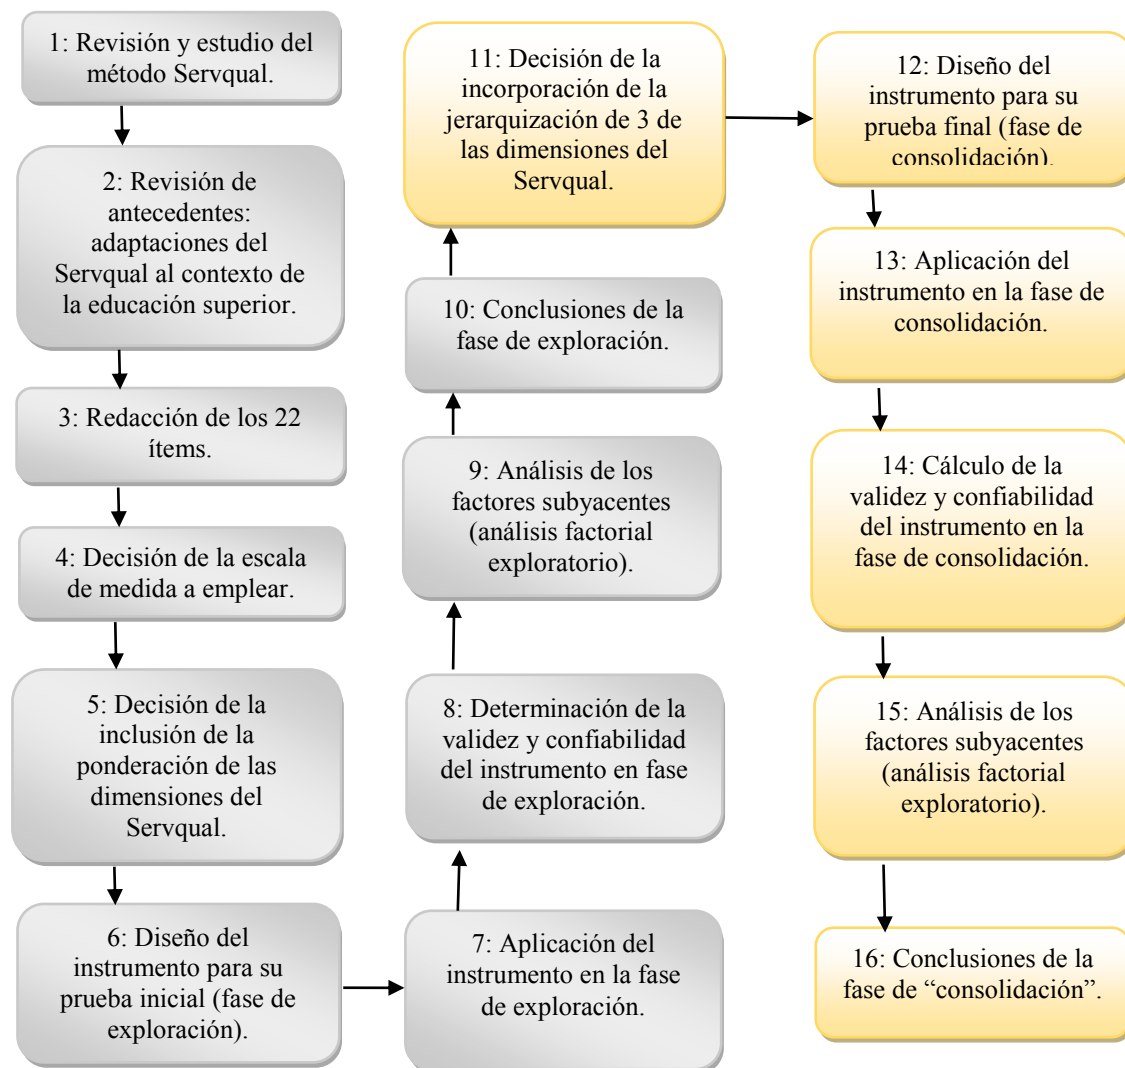 1: Revisión y estudio del
método Servqual.
2: Revisión de
antecedentes:
adaptaciones del
Servqual al contexto de
la educación superior.
3: Redacción de los 22
ítems.
4: Decisión de la escala
de medida a emplear.
5: Decisión de la
inclusión de la
ponderación de las
dimensiones del
Servqual.
6: Diseño del
instrumento para su
prueba inicial (fase de
exploración).
7: Aplicación del
instrumento en la fase
de exploración.
8: Determinación de la
validez y confiabilidad
del instrumento en fase
de exploración.
9: Análisis de los
factores subyacentes
(análisis factorial
exploratorio).
10: Conclusiones de la
fase de exploración.
11: Decisión de la
incorporación de la
jerarquización de 3 de
las dimensiones del
Servqual.
12: Diseño del
instrumento para su
prueba final (fase de
consolidación).
13: Aplicación del
instrumento en la fase de
consolidación.
14: Cálculo de la
validez y confiabilidad
del instrumento en la
fase de consolidación.
15: Análisis de los
factores subyacentes
(análisis factorial
exploratorio).
16: Conclusiones de la
fase de “consolidación”.